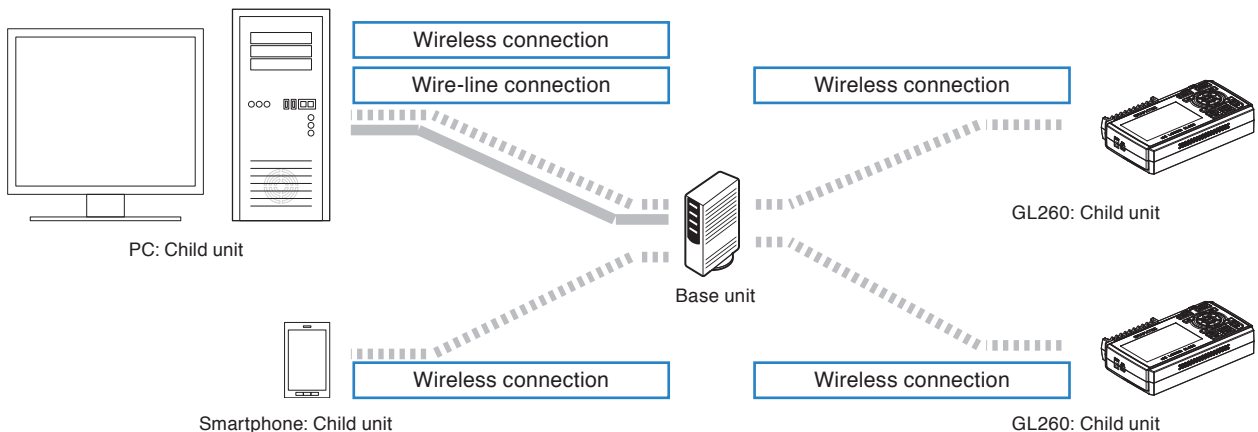 Wireless connection
Wire-line connection
Wireless connection
GL260: Child unit
PC: Child unit
Base unit
Wireless connection
Wireless connection
Smartphone: Child unit
GL260: Child unit